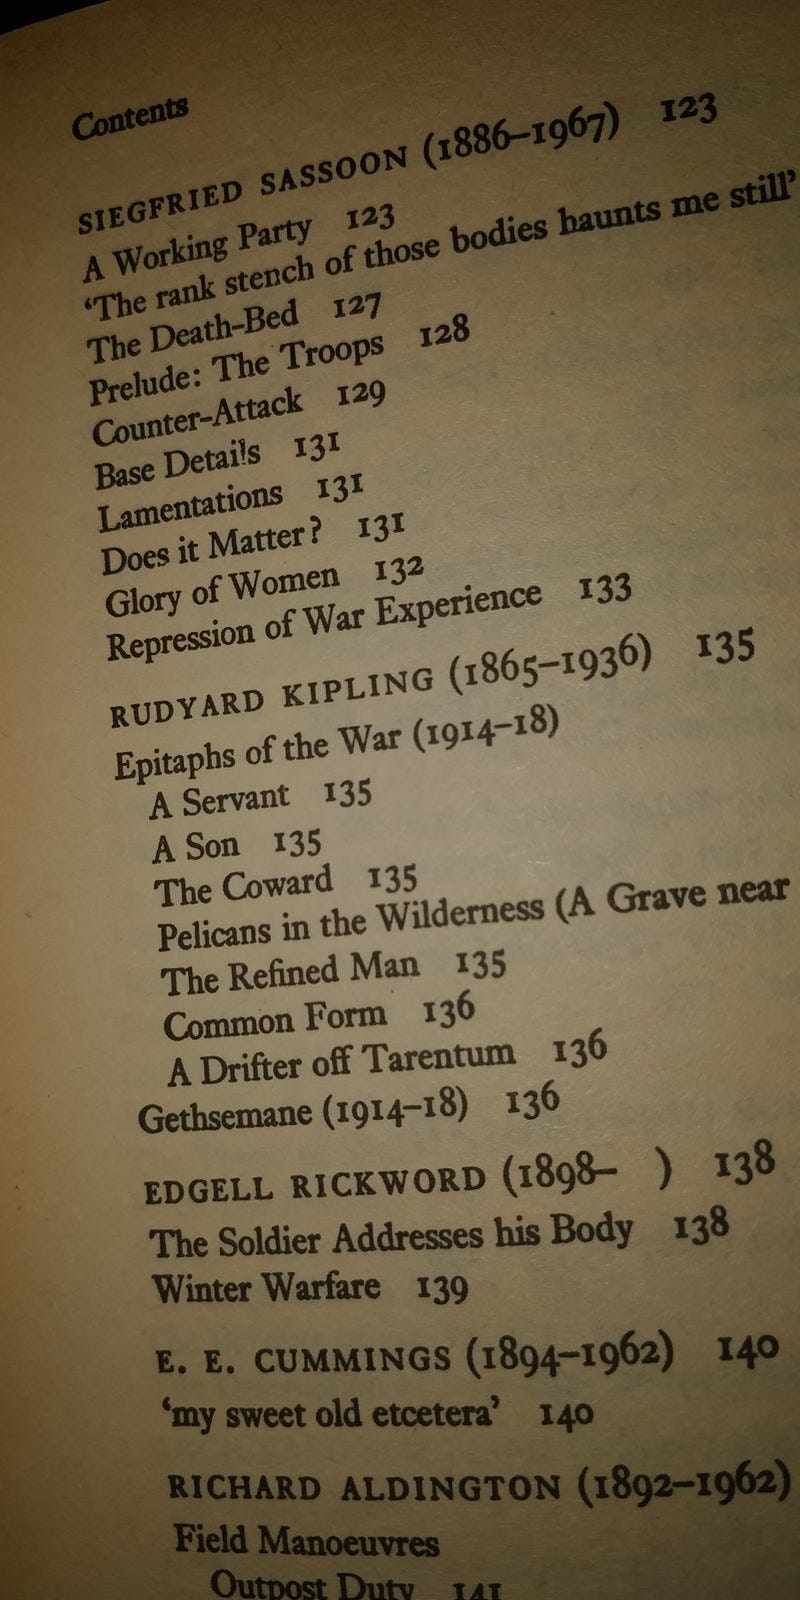 Contents
SIEGFRIED SASSOON (1886–1967) 123
A Working Party 123
‘The rank stench of those bodies haunts me still’
The Death-Bed 127
Prelude: The Troops 128
Counter-Attack 129
Base Details 131
Lamentations 131
Does it Matter? 131
Glory of Women 132
Repression of War Experience 133
RUDYARD KIPLING (1865–1936) 135
Epitaphs of the War (1914–18)
A Servant 135
A Son 135
The Coward 135
Pelicans in the Wilderness (A Grave near
The Refined Man 135
Common Form 136
A Drifter off Tarentum 136
Gethsemane (1914–18) 136
EDGELL RICKWORD (1898– ) 138
The Soldier Addresses his Body 138
Winter Warfare 139
E. E. CUMMINGS (1894–1962) 140
‘my sweet old etcetera’ 140
RICHARD ALDINGTON (1892–1962)
Field Manoeuvres
Outpost Duty 141